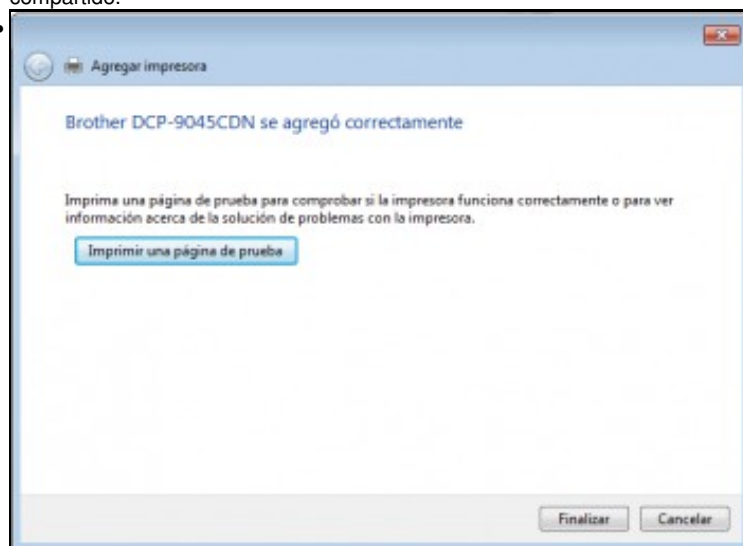 compartido.
Agregar impresora
Brother DCP-9045CDN se agregó correctamente
Imprima una página de prueba para comprobar si la impresora funciona correctamente o para ver
información acerca de la solución de problemas con la impresora.
Imprimir una página de prueba
Finalizar
Cancelar